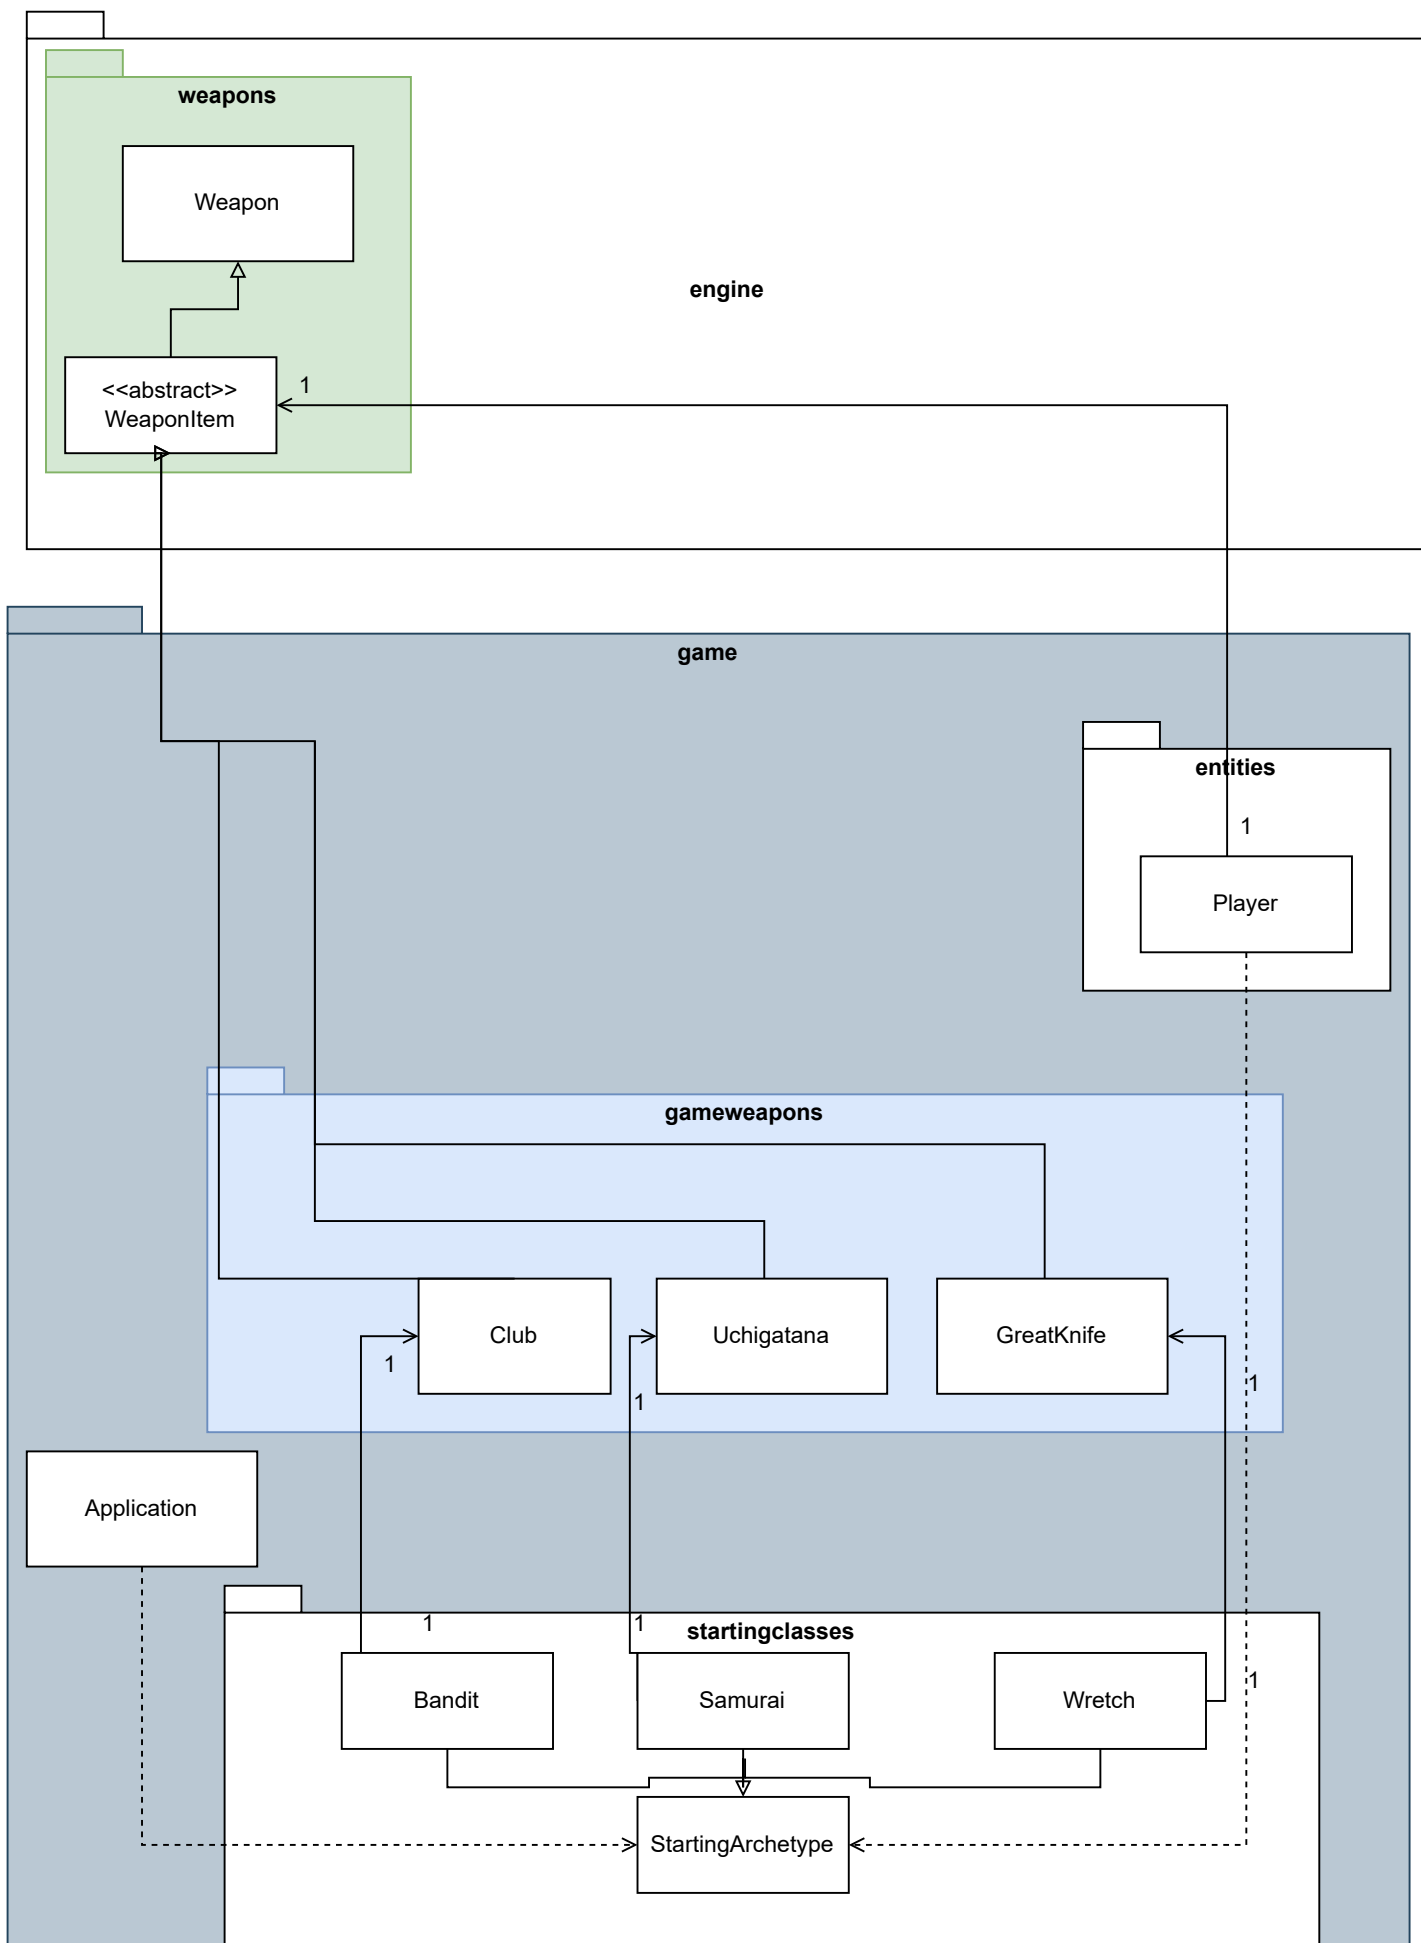 weapons
Weapon
engine
<<abstract>>
WeaponItem
1
game
entities
1
Player
gameweapons
Club
Uchigatana
GreatKnife
1
1
1
Application
1
1
startingclasses
Bandit
Samurai
Wretch
1
StartingArchetype